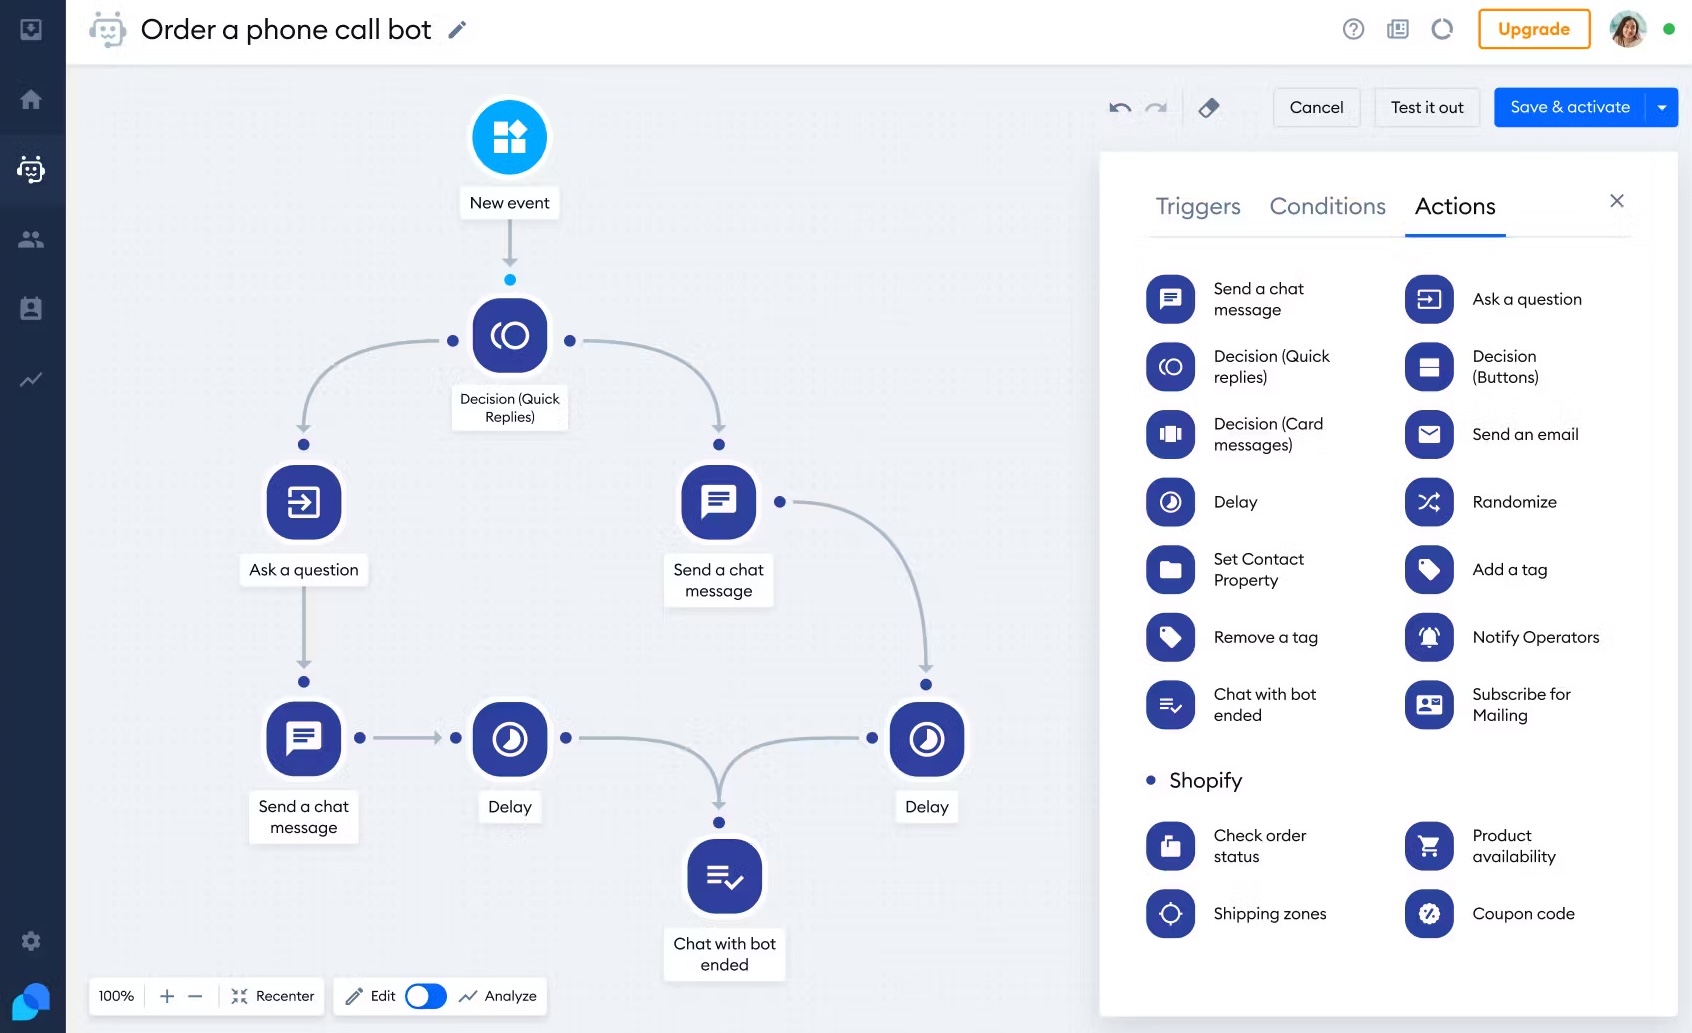 Order a phone call bot
Upgrade
Cancel
Test it out
Save & activate
New event
Decision (Quick
Replies)
Ask a question
Send a chat
message
Send a chat
message
Delay
Delay
Chat with bot
ended
100%
Recenter
Edit
Analyze
Triggers
Conditions
Actions
Send a chat
message
Ask a question
Decision (Quick
replies)
Decision
(Buttons)
Decision (Card
messages)
Send an email
Delay
Randomize
Set Contact
Property
Add a tag
Remove a tag
Notify Operators
Chat with bot
ended
Subscribe for
Mailing
Shopify
Check order
status
Product
availability
Shipping zones
Coupon code